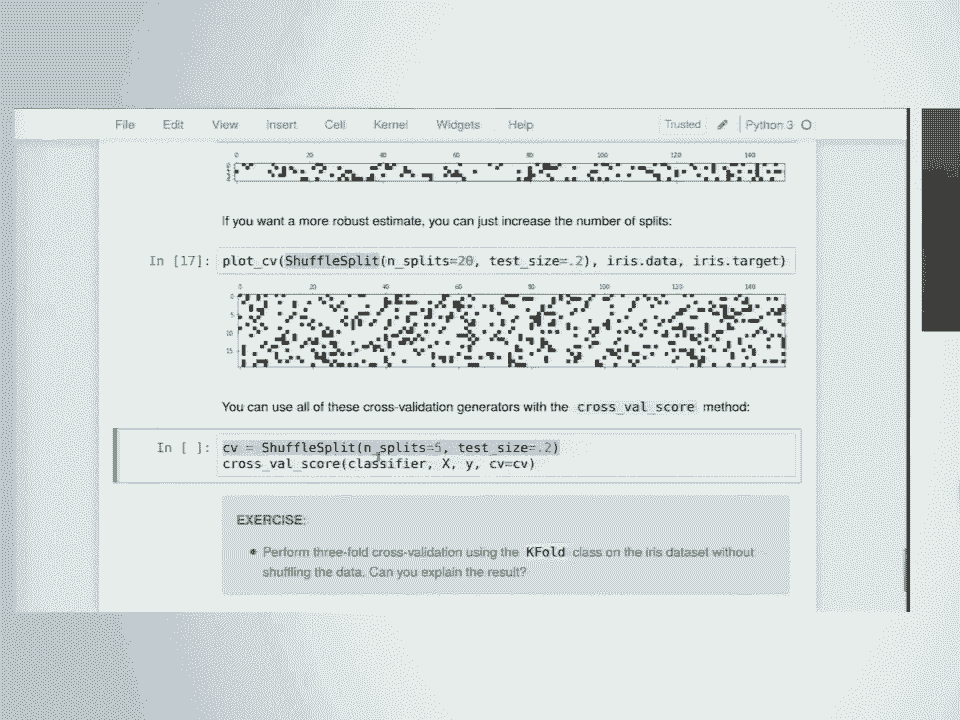 File Edit View Insert Cell Kernel Widgets Help Trusted Python 3
0 20 40 60 80 100 120 140
If you want a more robust estimate, you can just increase the number of splits:
In [17]: plot_cv(ShuffleSplit(n_splits=20, test_size=.2), iris.data, iris.target)
0 20 40 60 80 100 120 140
0
5
10
15
You can use all of these cross-validation generators with the cross_val_score method:
In [ ]: cv = ShuffleSplit(n_splits=5, test_size=.2)
cross_val_score(classifier, X, y, cv=cv)
EXERCISE:
• Perform three-fold cross-validation using the KFold class on the iris dataset without
shuffling the data. Can you explain the result?